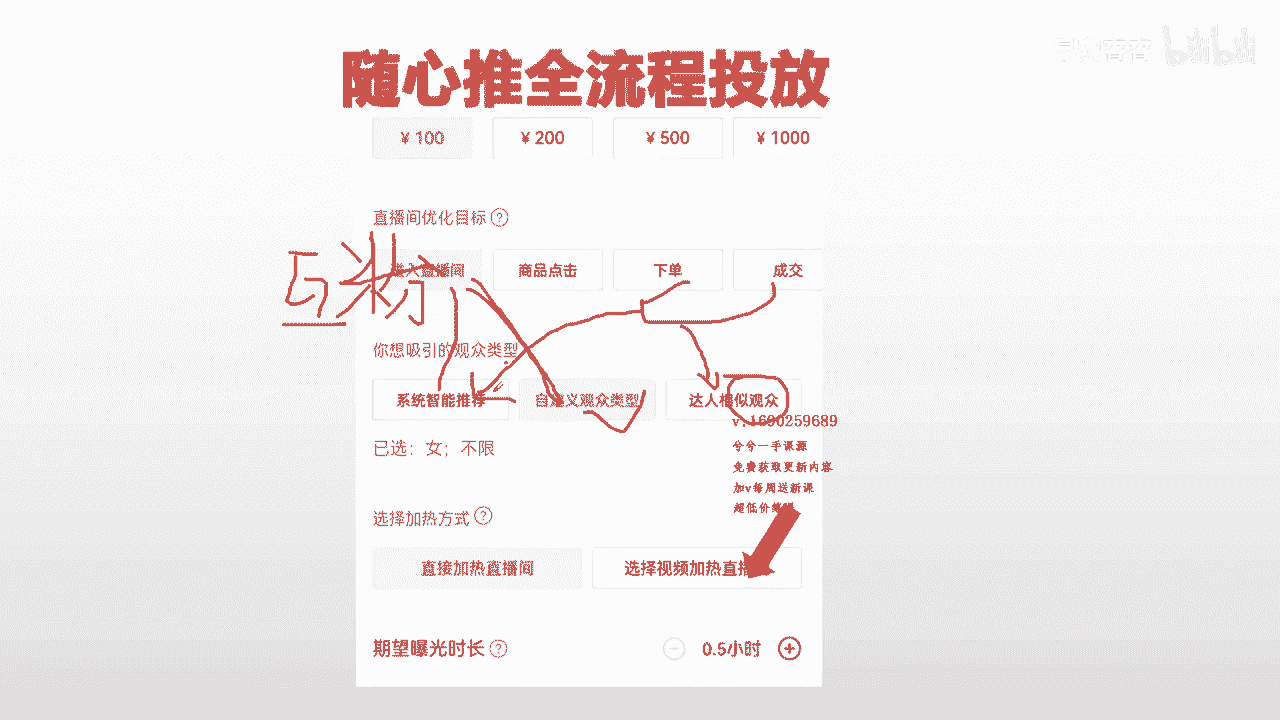 bilibili
随心推全流程投放
¥ 100 ¥ 200 ¥ 500 ¥ 1000
直播间优化目标 ?
进入直播间 商品点击 下单 成交
5
粉
你想吸引的观众类型
系统智能推荐 自定义观众类型 达人相似观众
v:1690259689
兮兮一手课源
已选：女；不限
免费获取更新内容
加v每周送新课
超低价
选择加热方式 ?
直接加热直播间 选择视频加热直播
期望曝光时长 ? 0.5小时